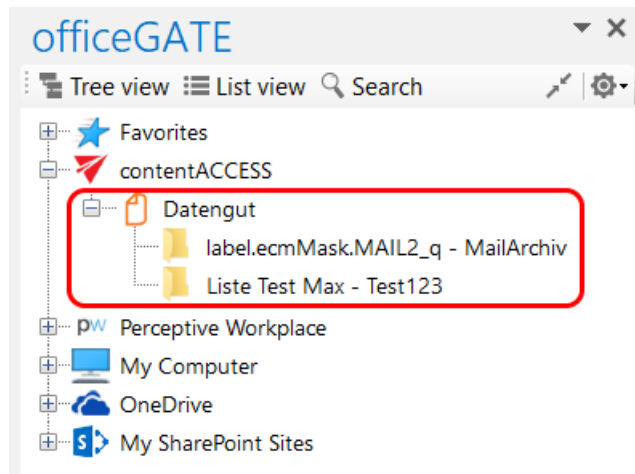 officeGATE
Tree view List view Search
Favorites
contentACCESS
Datengut
label.ecmMask.MAIL2_q - MailArchiv
Liste Test Max - Test123
pw Perceptive Workplace
My Computer
OneDrive
S My SharePoint Sites